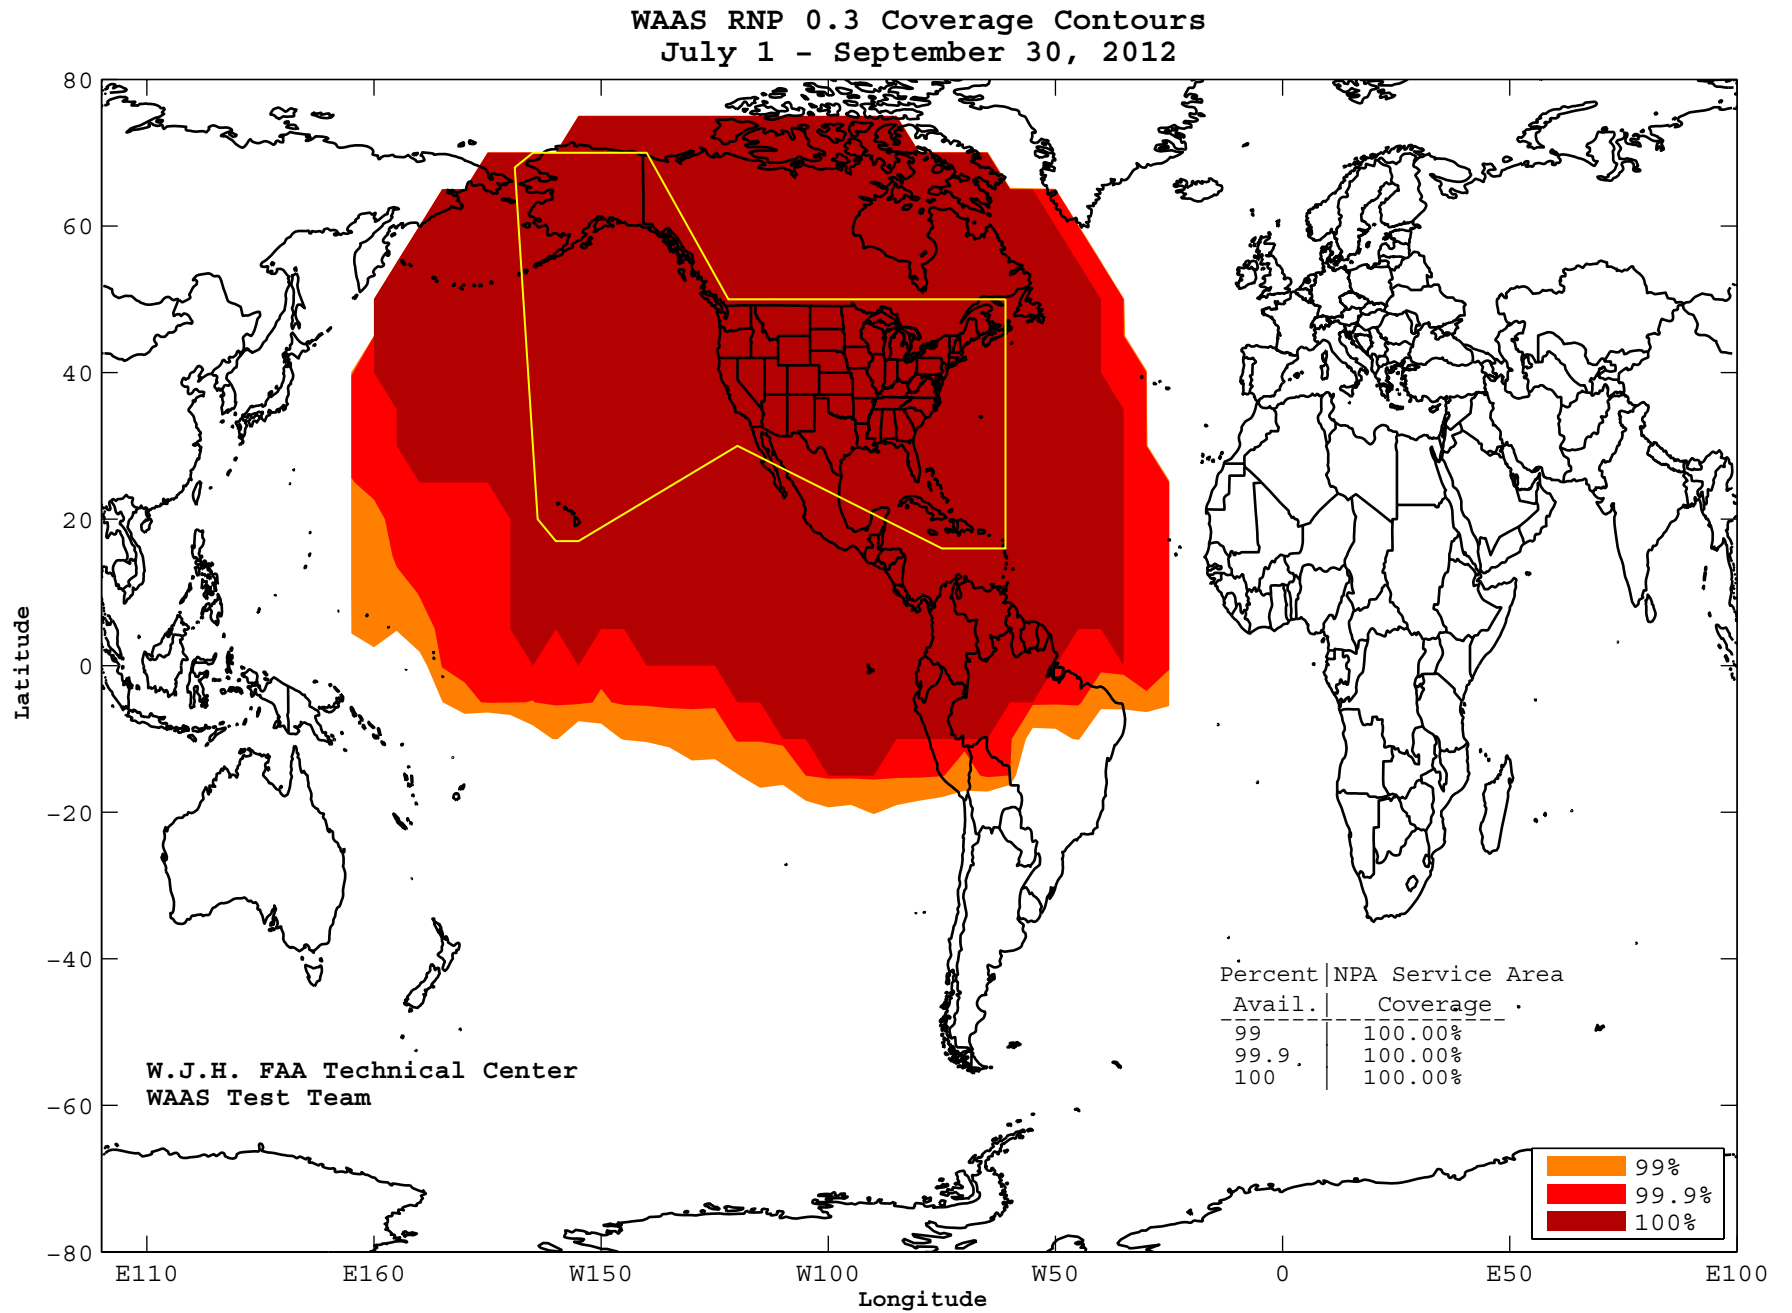 WAAS RNP 0.3 Coverage Contours
July 1 - September 30, 2012
80
60
40
20
0
-20
-40
-60
-80
Latitude
Percent|NPA Service Area
Avail.| Coverage
99 | 100.00%
99.9 | 100.00%
100 | 100.00%
W.J.H. FAA Technical Center
WAAS Test Team
99%
99.9%
100%
E110 E160 W150 W100 W50 0 E50 E100
Longitude